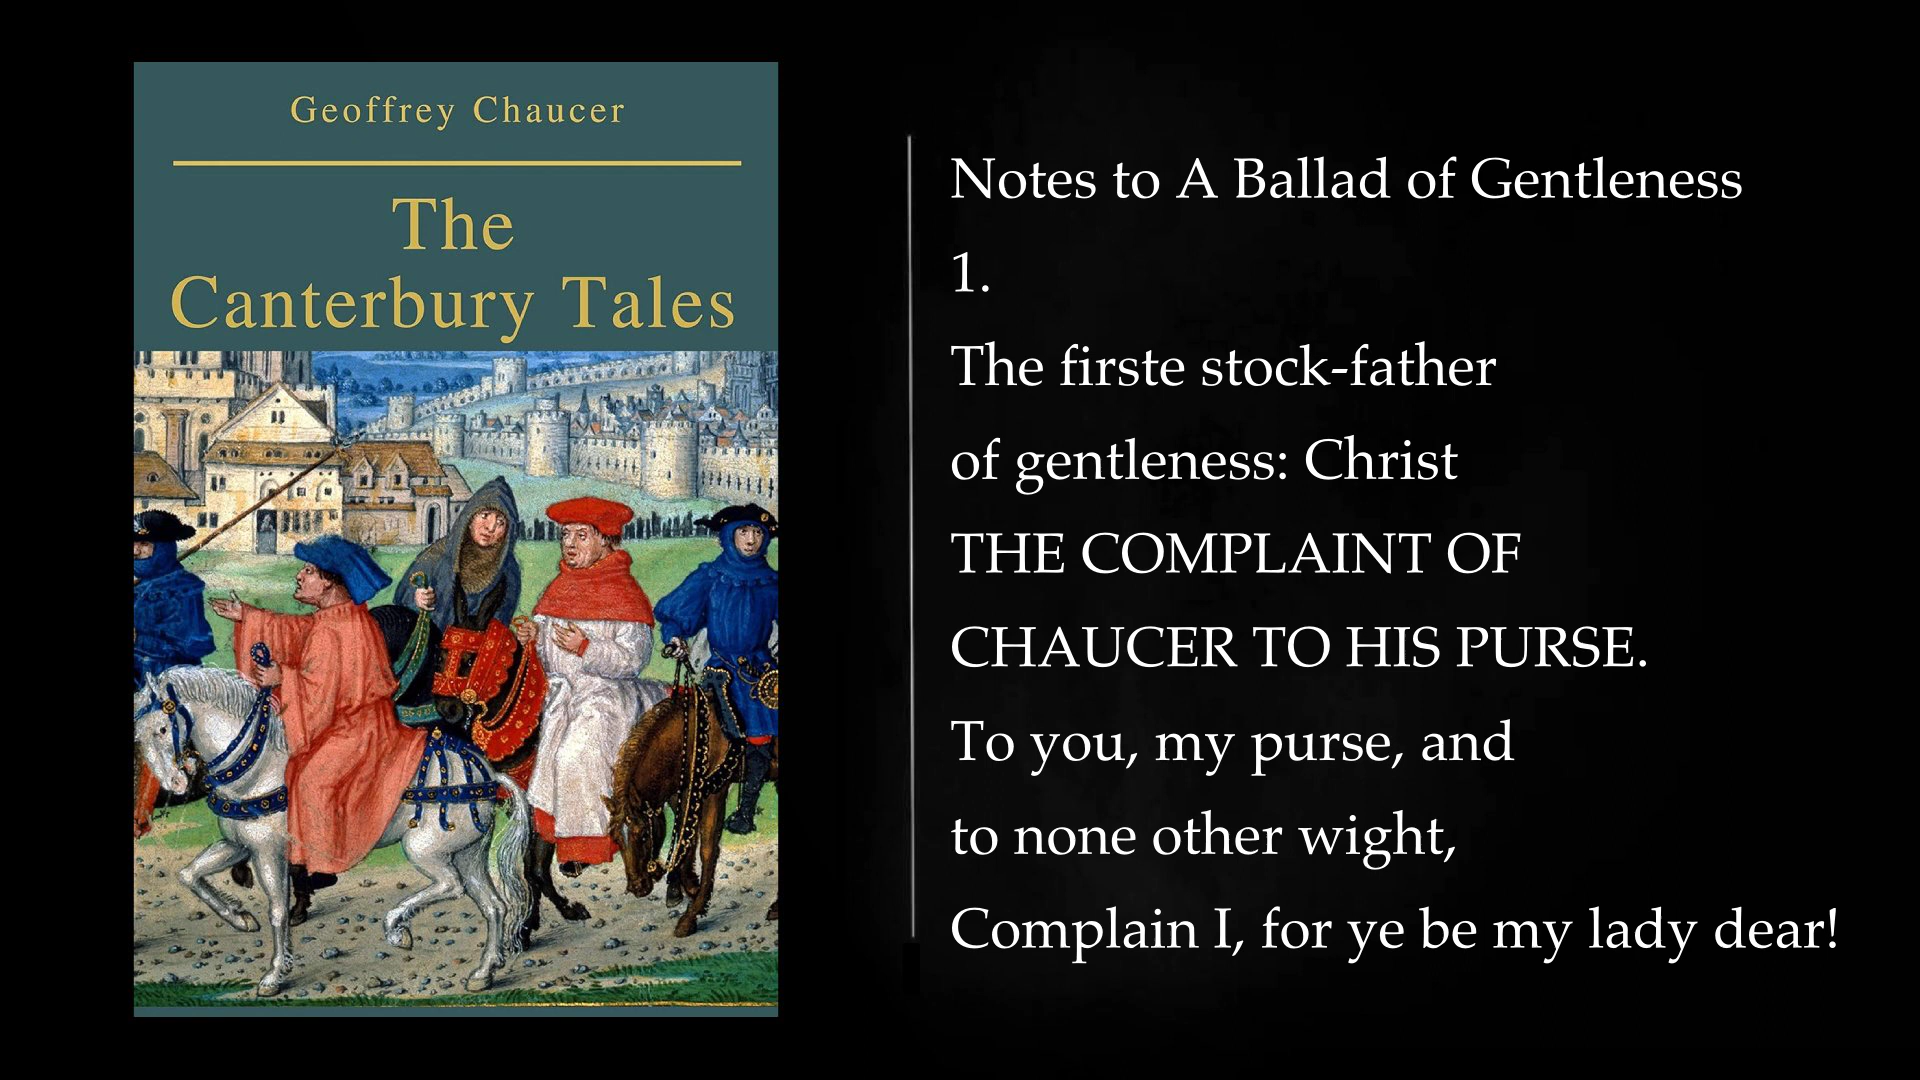 Geoffrey Chaucer
The
Canterbury Tales
Notes to A Ballad of Gentleness
1.
The firste stock-father
of gentleness: Christ
THE COMPLAINT OF
CHAUCER TO HIS PURSE.
To you, my purse, and
to none other wight,
Complain I, for ye be my lady dear!